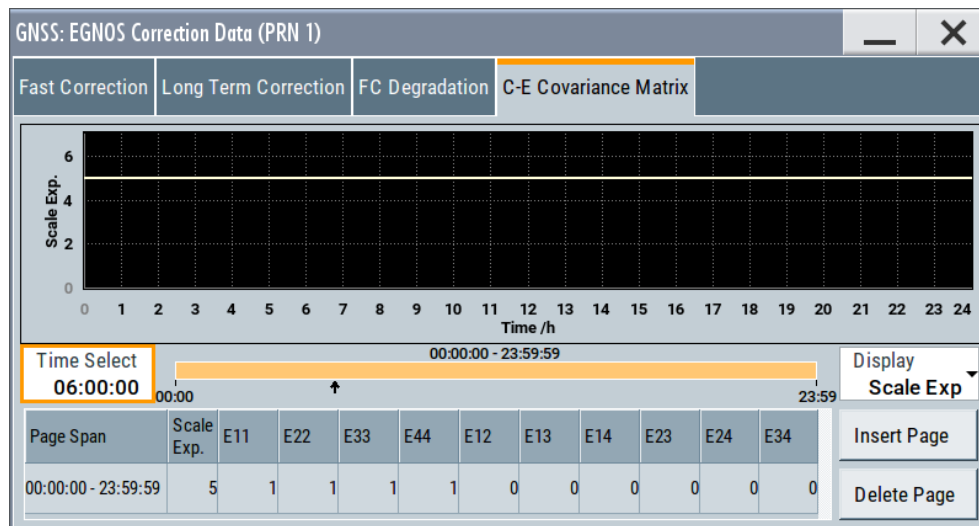 GNSS: EGNOS Correction Data (PRN 1)
Fast Correction Long Term Correction FC Degradation C-E Covariance Matrix
6
4
2
0
Scale Exp.
0 1 2 3 4 5 6 7 8 9 10 11 12 13 14 15 16 17 18 19 20 21 22 23 24
Time /h
Time Select
06:00:00
00:00:00 - 23:59:59
00:00 23:59
Display
Scale Exp
Page Span Scale Exp. E11 E22 E33 E44 E12 E13 E14 E23 E24 E34
00:00:00 - 23:59:59 5 1 1 1 1 0 0 0 0 0 0
Insert Page
Delete Page